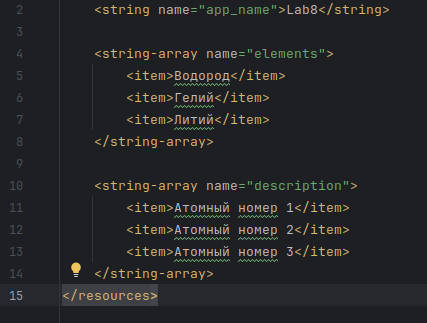 2 <string name="app_name">Lab8</string>
3
4 <string-array name="elements">
5 <item>Водород</item>
6 <item>Гелий</item>
7 <item>Литий</item>
8 </string-array>
9
10 <string-array name="description">
11 <item>Атомный номер 1</item>
12 <item>Атомный номер 2</item>
13 <item>Атомный номер 3</item>
14 </string-array>
15 </resources>